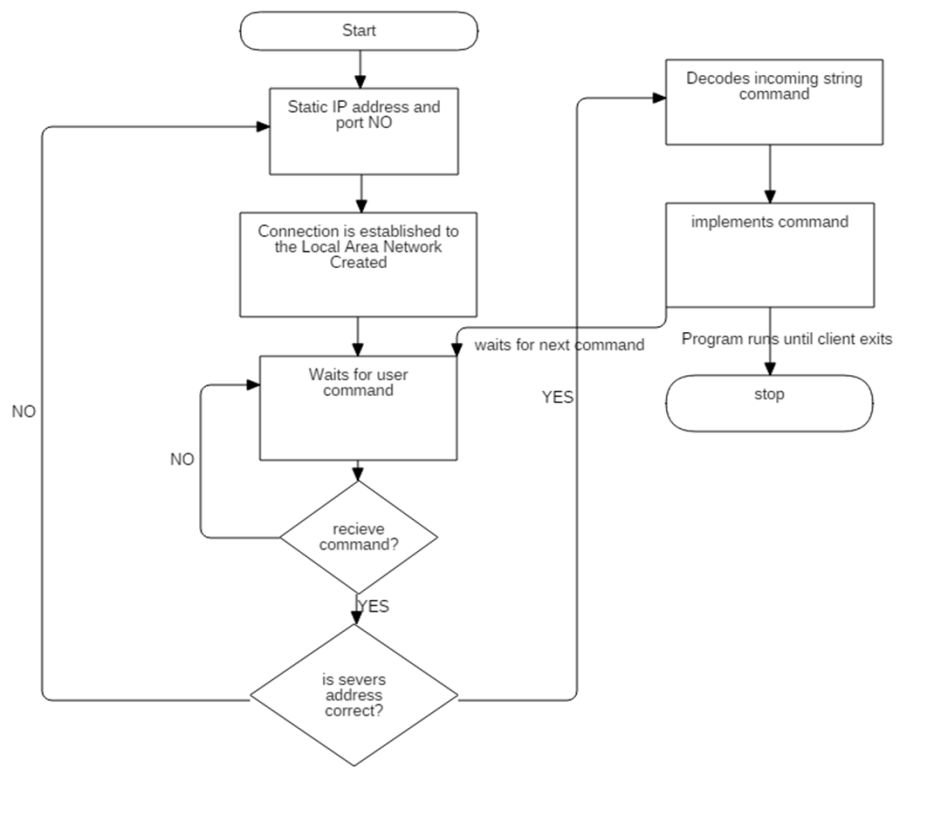 Start
Static IP address and
port NO
Connection is established to
the Local Area Network
Created
Waits for user
command
NO
NO
recieve
command?
YES
is severs
address
correct?
YES
Decodes incoming string
command
implements command
waits for next command
Program runs until client exits
stop